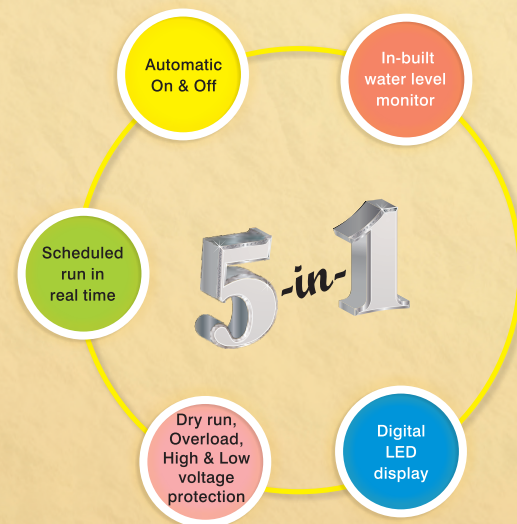 Automatic
On & Off
In-built
water level
monitor
Scheduled
run in
real time
5-in-1
Dry run,
Overload,
High & Low
voltage
protection
Digital
LED
display